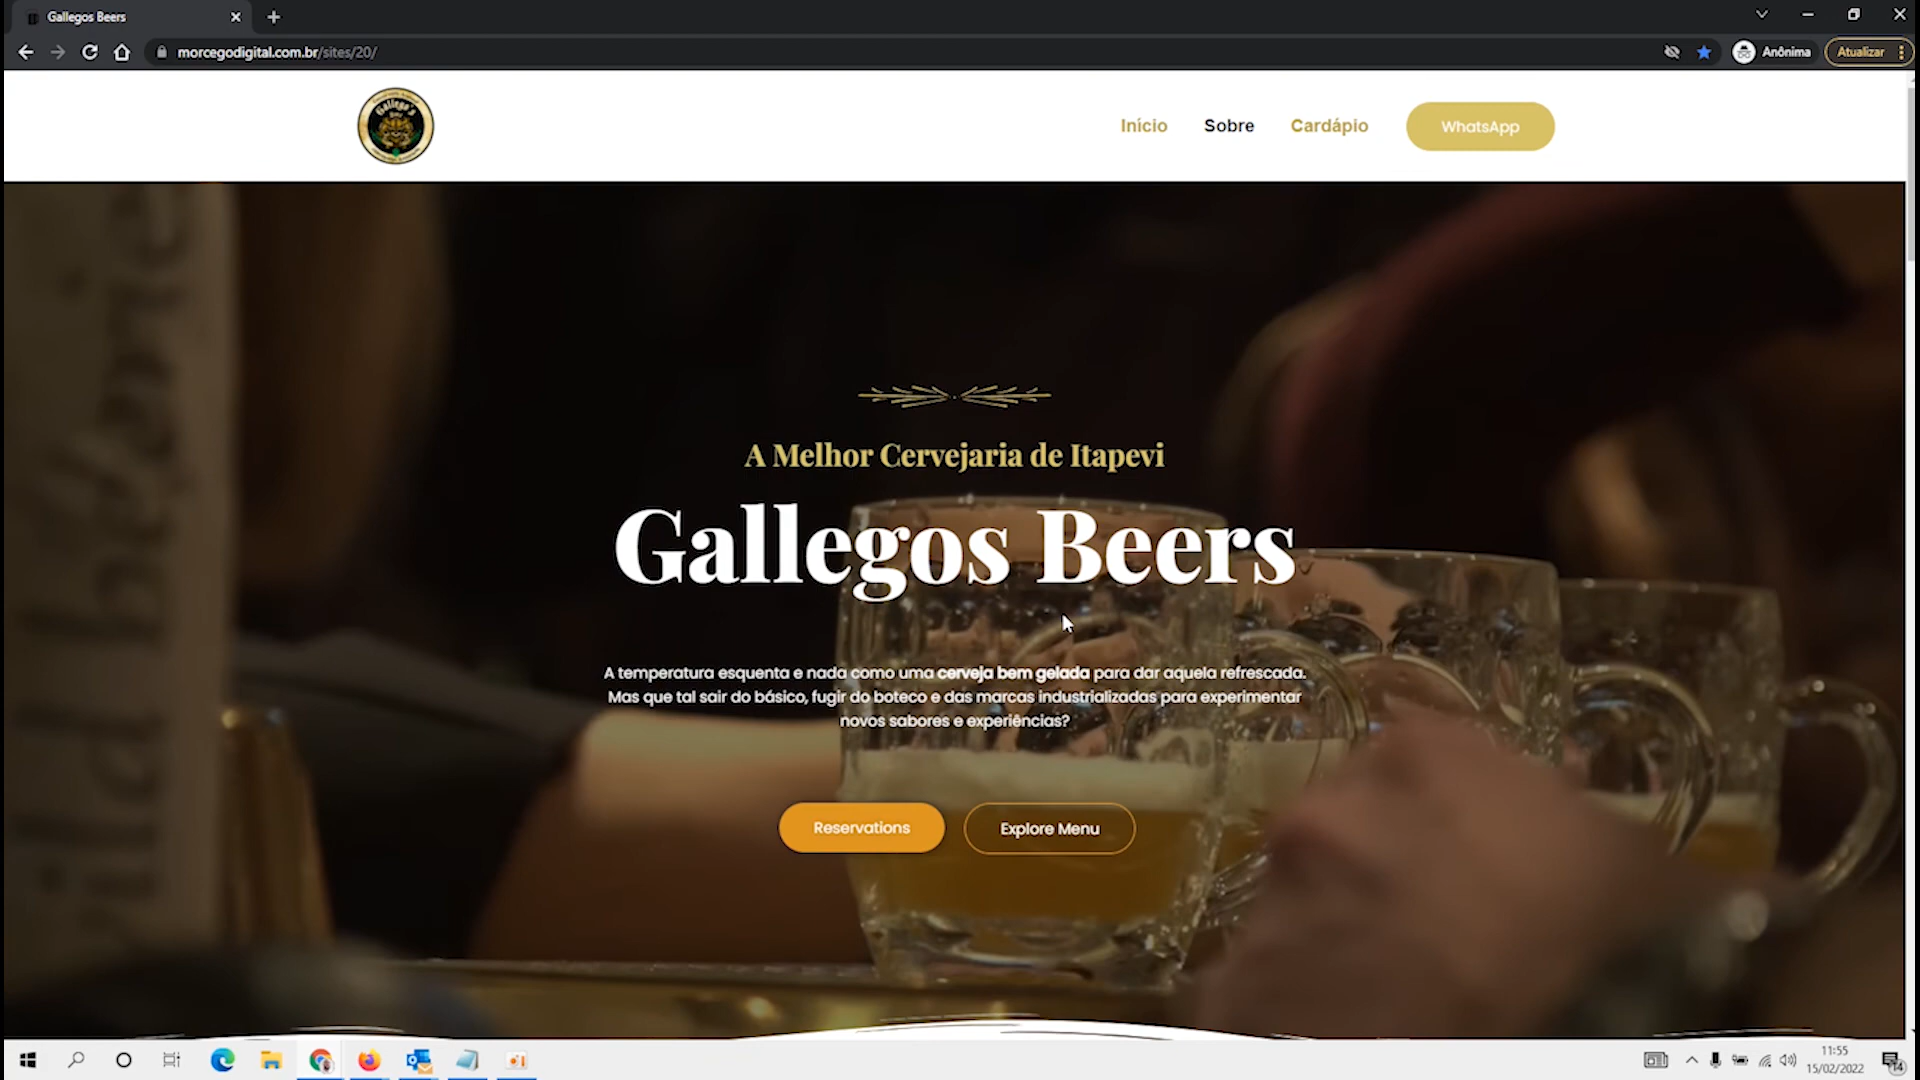 Gallegos Beers
morcegodigital.com.br/sites/20/
Anônima
Atualizar
Gallego's
Início
Sobre
Cardápio
WhatsApp
A Melhor Cervejaria de Itapevi
Gallegos Beers
A temperatura esquenta e nada como uma cerveja bem gelada para dar aquela refrescada.
Mas que tal sair do básico, fugir do boteco e das marcas industrializadas para experimentar
novos sabores e experiências?
Reservations
Explore Menu
11:55
15/02/2022
14